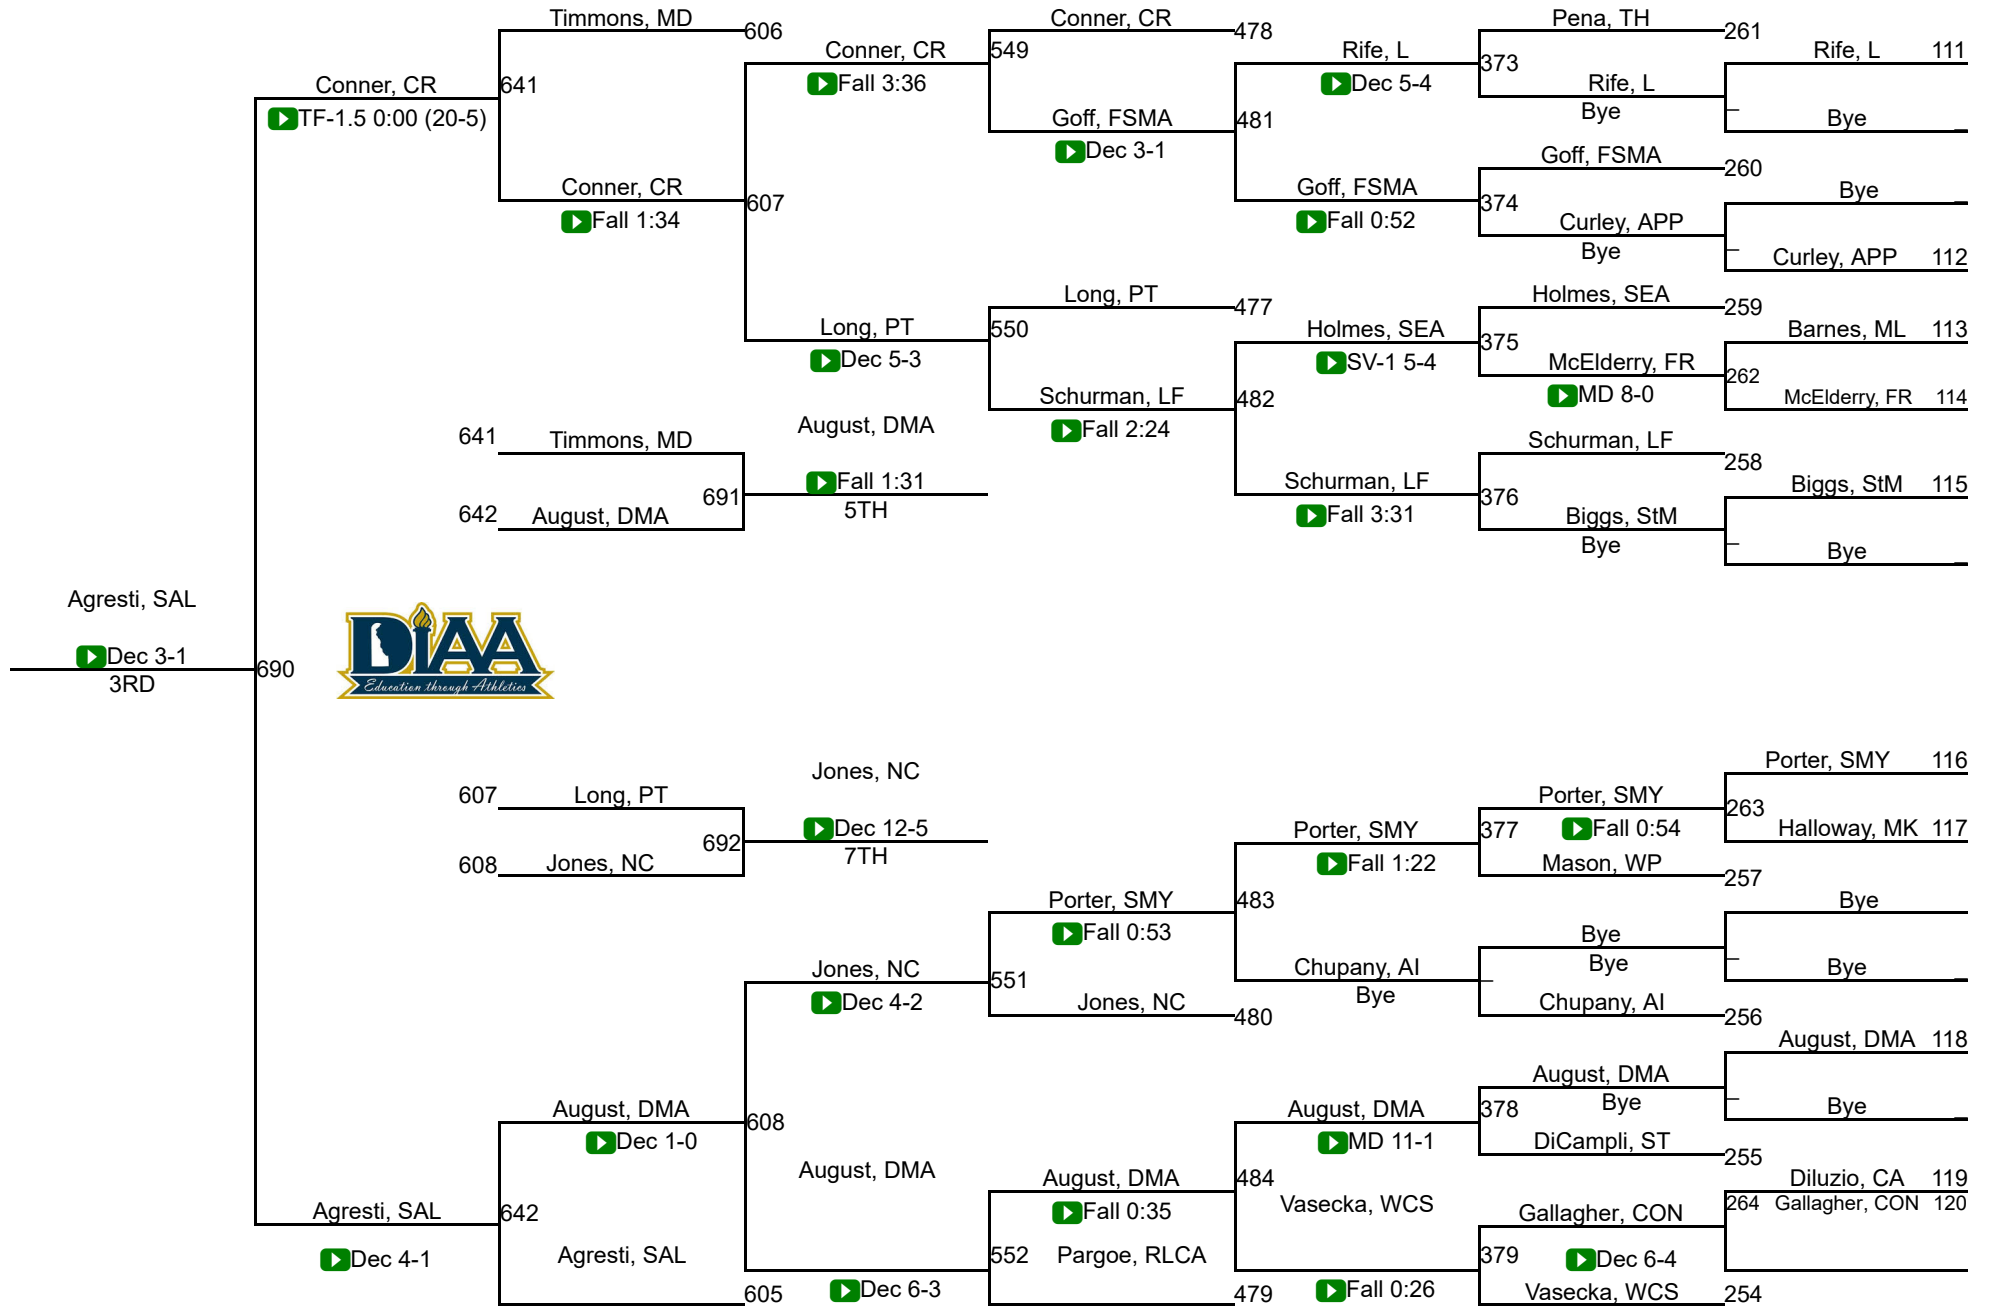 Timmons, MD
606
Conner, CR
478
Pena, TH
261
Conner, CR
549
Rife, L
Rife, L 111
Conner, CR
641
Fall 3:36
Dec 5-4
373
Rife, L
Bye
TF-1.5 0:00 (20-5)
Goff, FSMA
481
Bye
Dec 3-1
Goff, FSMA
260
Conner, CR
607
Goff, FSMA
374
Bye
Fall 1:34
Fall 0:52
Curley, APP
Bye
Curley, APP 112
Long, PT
477
Holmes, SEA
259
Long, PT
550
Holmes, SEA
375
Barnes, ML 113
Dec 5-3
SV-1 5-4
McElderry, FR
262
MD 8-0
McElderry, FR 114
Schurman, LF
482
641
Timmons, MD
August, DMA
Fall 2:24
Schurman, LF
258
Fall 1:31
Schurman, LF
376
Biggs, StM 115
642
August, DMA
691
5TH
Fall 3:31
Biggs, StM
Bye
Bye
Agresti, SAL
Dec 3-1
690
3RD
DIAA
Education through Athletics
Porter, SMY 116
607
Long, PT
Jones, NC
Porter, SMY
263
Dec 12-5
Porter, SMY
377
Fall 0:54
Halloway, MK 117
608
Jones, NC
692
7TH
Fall 1:22
Mason, WP
257
Porter, SMY
483
Bye
Fall 0:53
Bye
Bye
Jones, NC
551
Chupany, AI
Bye
Bye
Dec 4-2
Jones, NC
480
Chupany, AI
256
August, DMA 118
August, DMA
Bye
August, DMA
608
August, DMA
378
Bye
Dec 1-0
MD 11-1
DiCampli, ST
255
August, DMA
August, DMA
484
Diluzio, CA 119
Agresti, SAL
642
Fall 0:35
Vasecka, WCS
Gallagher, CON
264
Gallagher, CON 120
Dec 4-1
Agresti, SAL
552
Pargoe, RLCA
379
Dec 6-4
605
Dec 6-3
479
Fall 0:26
Vasecka, WCS
254